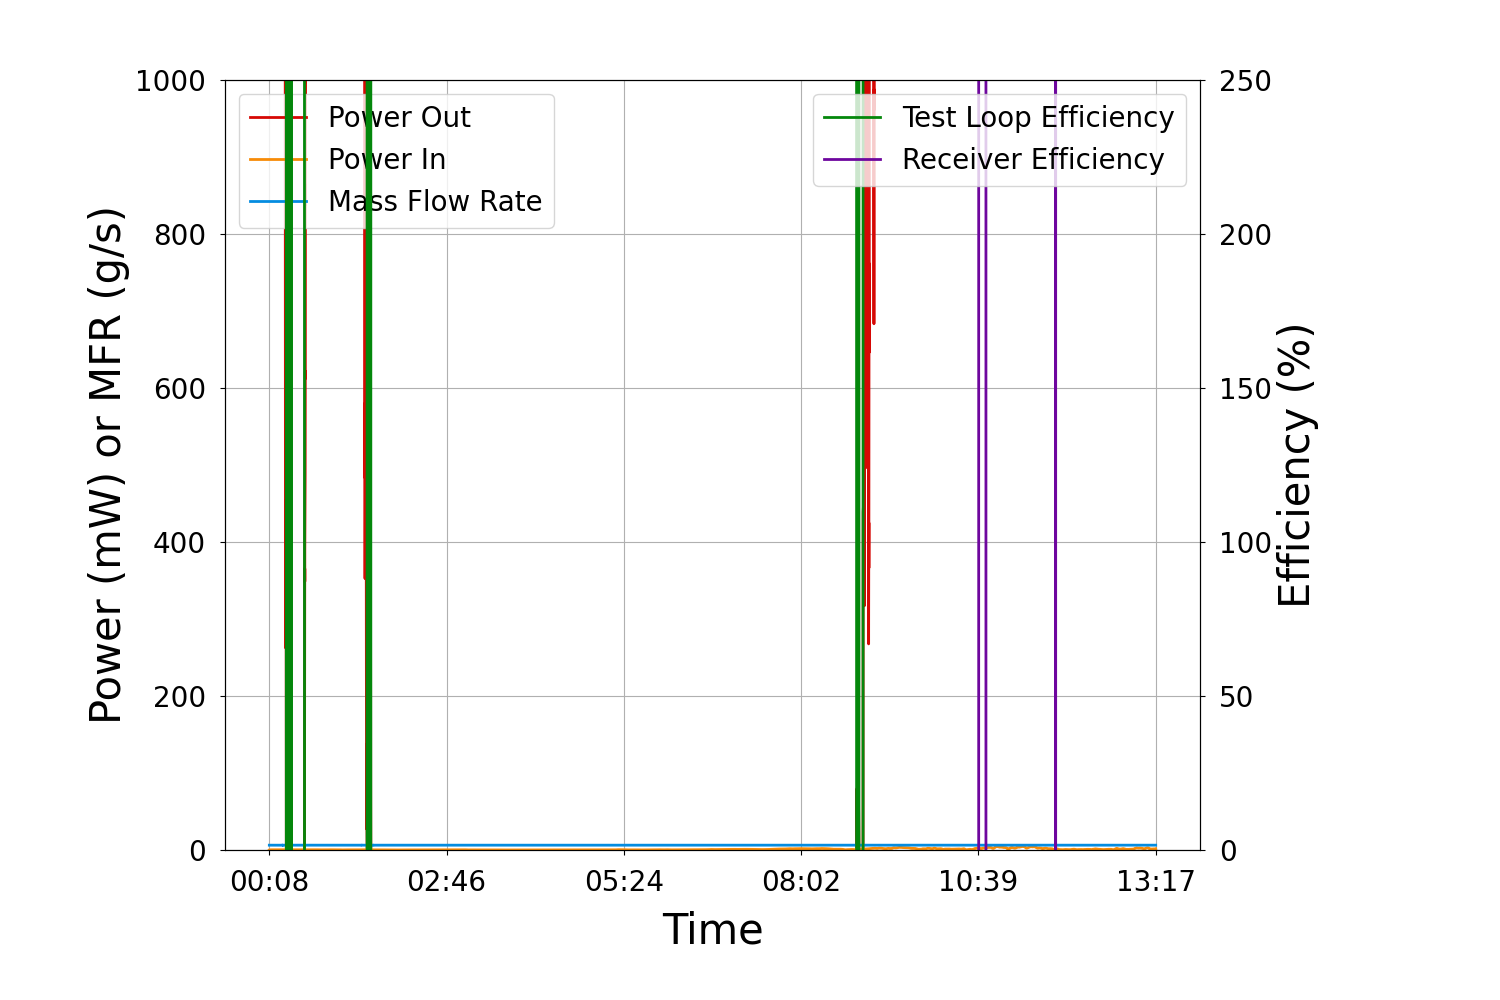 1000
800
600
400
200
0
Power (mW) or MFR (g/s)
Power Out
Power In
Mass Flow Rate
Test Loop Efficiency
Receiver Efficiency
250
200
150
100
50
0
Efficiency (%)
00:08 02:46 05:24 08:02 10:39 13:17
Time